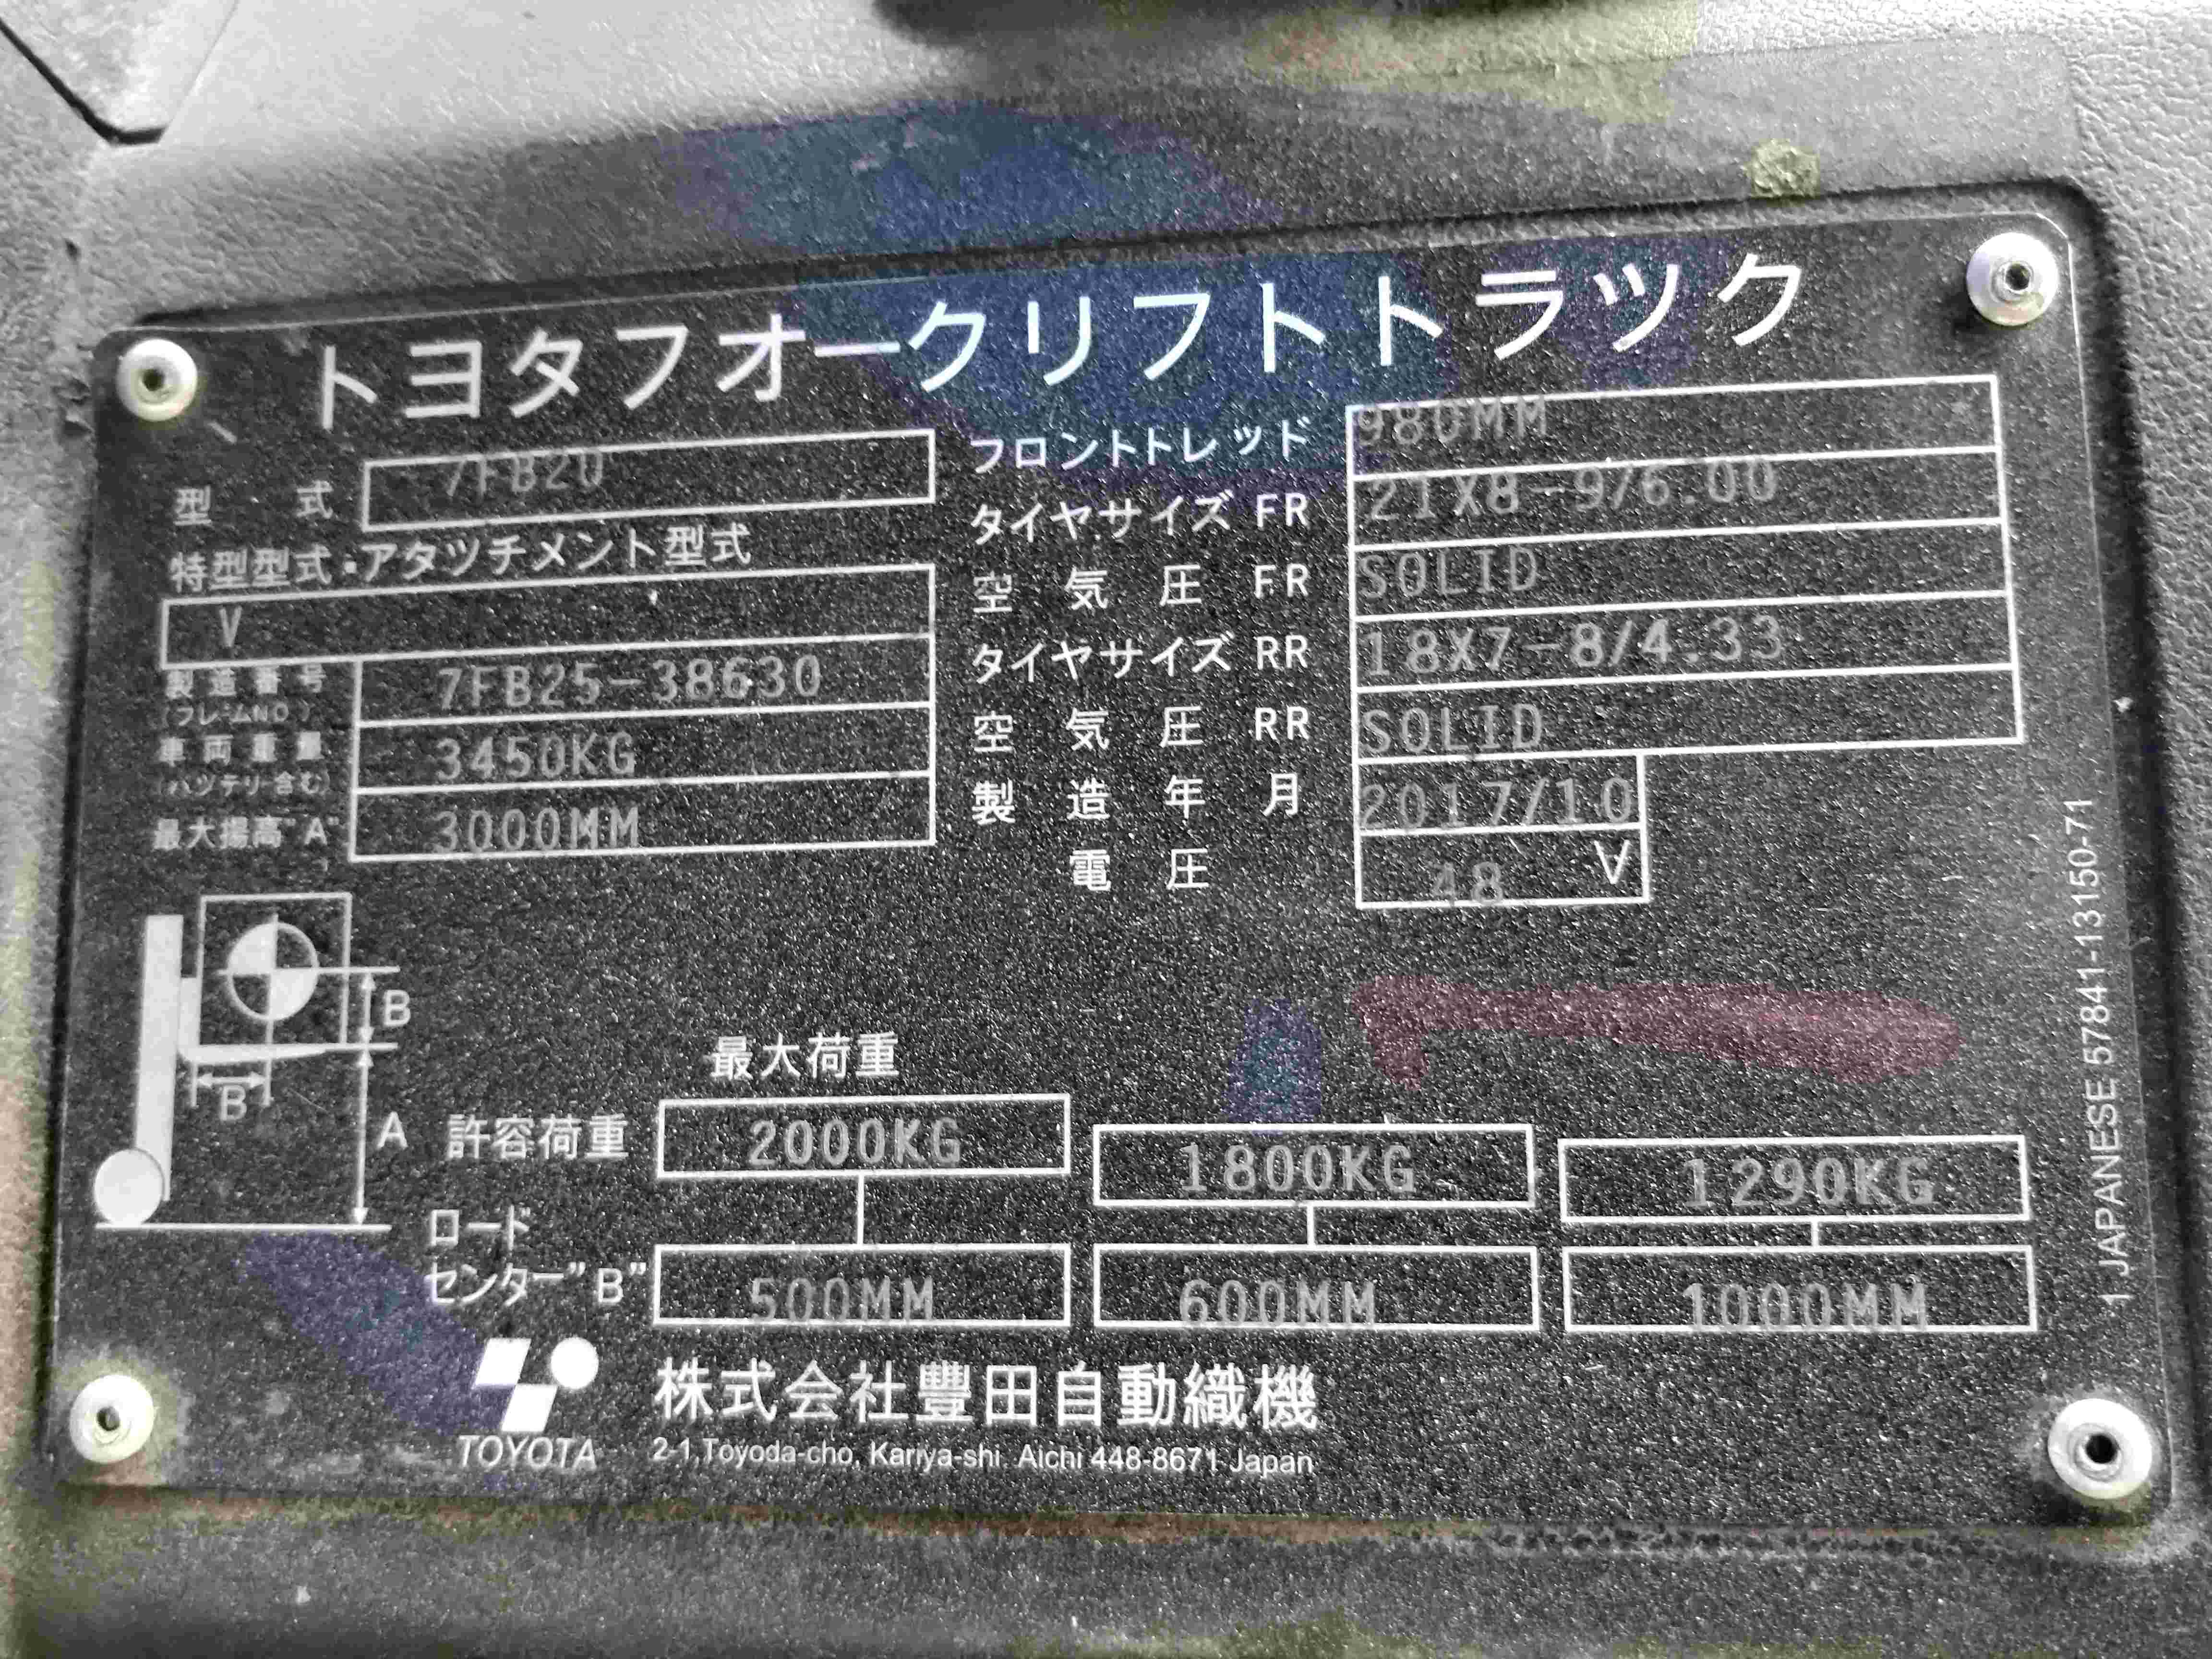 トヨタフオークリフトトラツク
型 式 7FB20
特型型式・アタツチメント型式
V
製造番号 7FB25-38630
(フレームNO.)
車両重量 3450KG
(バツテリー含む)
最大揚高"A" 3000MM
フロントトレッド 980MM
タイヤサイズ FR 21X8-9/6.00
空気圧 FR SOLID
タイヤサイズ RR 18X7-8/4.33
空気圧 RR SOLID
製造年月 2017/10
電圧 48 V
B
B
A
最大荷重
許容荷重 2000KG 1800KG 1290KG
ロード
センター"B" 500MM 600MM 1000MM
TOYOTA
株式会社豐田自動織機
2-1,Toyoda-cho, Kariya-shi Aichi 448-8671 Japan
1 JAPANESE 57841-13150-71